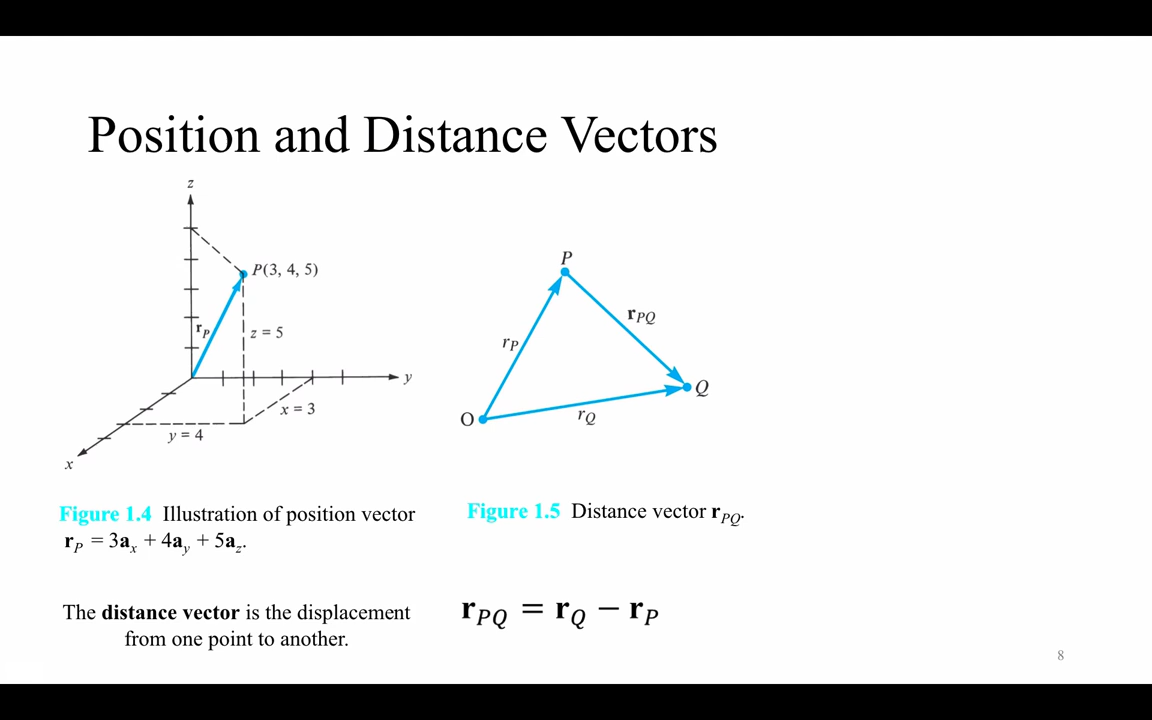 Position and Distance Vectors
z
P(3, 4, 5)
r_P
z = 5
y
x = 3
y = 4
x
P
r_PQ
r_P
Q
O
r_Q
Figure 1.4 Illustration of position vector
r_P = 3a_x + 4a_y + 5a_z.
Figure 1.5 Distance vector r_PQ.
The distance vector is the displacement
from one point to another.
r_PQ = r_Q − r_P
8